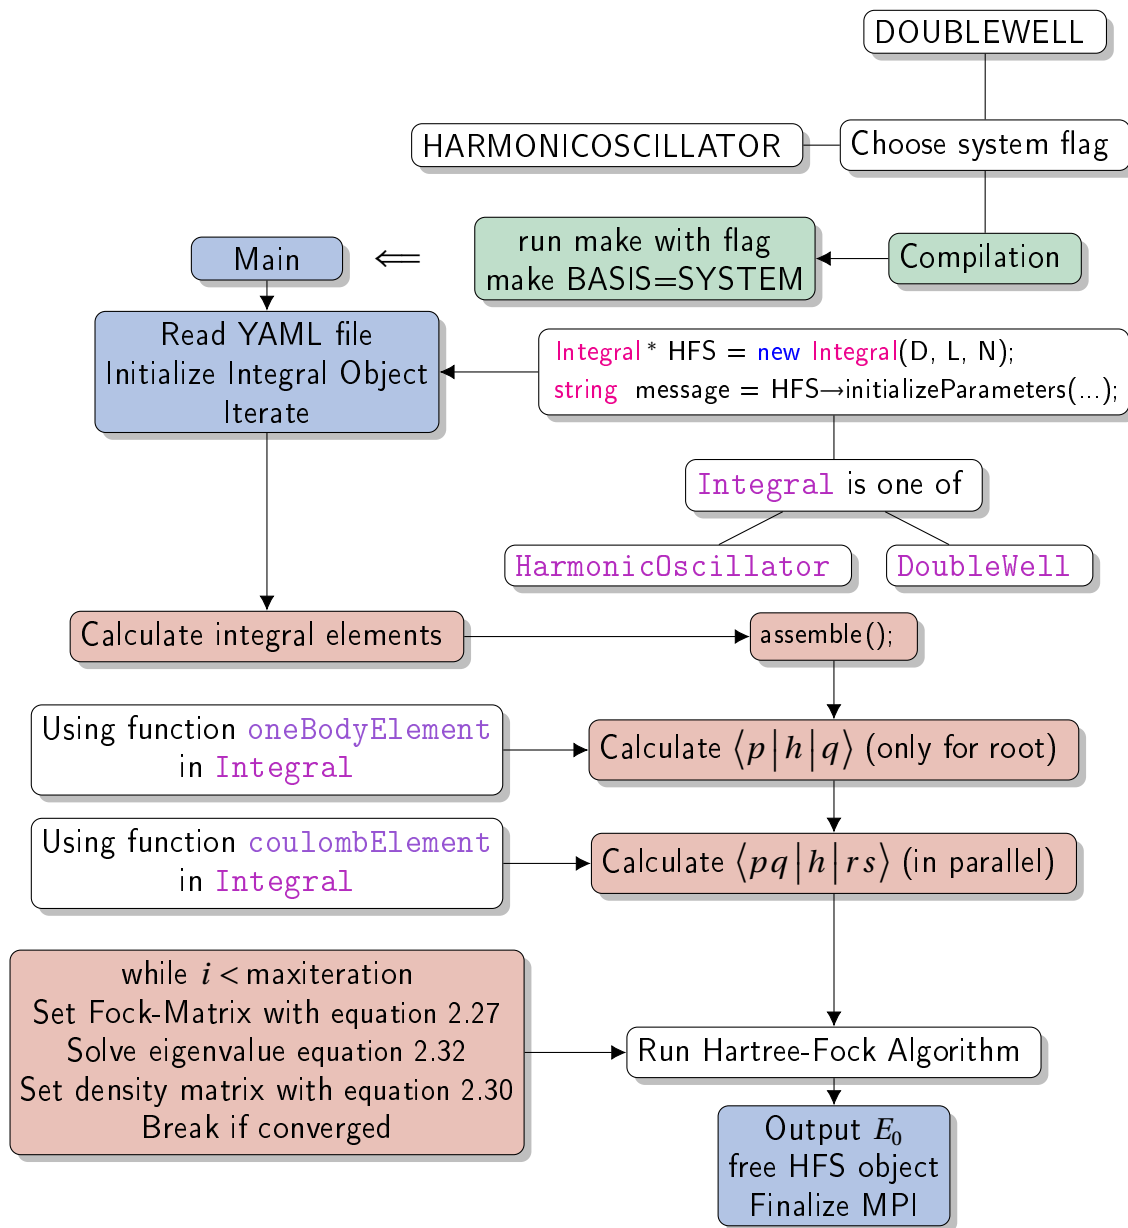 DOUBLEWELL
HARMONICOSCILLATOR
Choose system flag
Main
⟸
run make with flag
make BASIS=SYSTEM
Compilation
Read YAML file
Initialize Integral Object
Iterate
Integral * HFS = new Integral(D, L, N);
string message = HFS→initializeParameters(...);
Integral is one of
HarmonicOscillator
DoubleWell
Calculate integral elements
assemble();
Using function oneBodyElement
in Integral
Calculate ⟨p|h|q⟩ (only for root)
Using function coulombElement
in Integral
Calculate ⟨pq|h|rs⟩ (in parallel)
while i < maxiteration
Set Fock-Matrix with equation 2.27
Solve eigenvalue equation 2.32
Set density matrix with equation 2.30
Break if converged
Run Hartree-Fock Algorithm
Output E₀
free HFS object
Finalize MPI